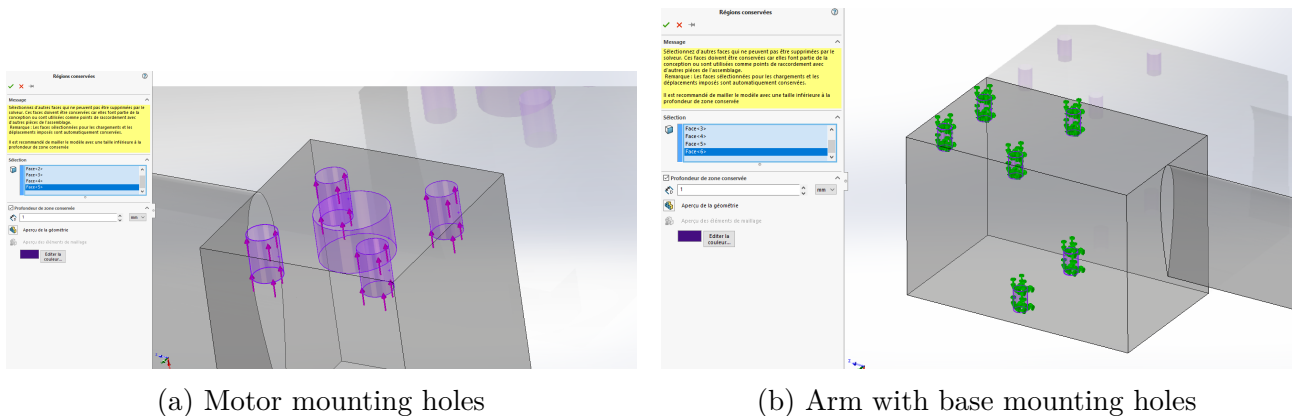 Régions conservées
Message
Sélectionnez d'autres faces qui ne peuvent pas être supprimées par le
solveur. Ces faces doivent être conservées car elles font partie de la
conception ou sont utilisées comme points de raccordement avec
d'autres pièces de l'assemblage.
Remarque : Les faces sélectionnées pour les chargements et les
déplacements imposés sont automatiquement conservées.
Il est recommandé de mailler le modèle avec une taille inférieure à la
profondeur de zone conservée
Sélection
Face<2>
Face<3>
Face<4>
Face<5>
Profondeur de zone conservée
1
mm
Aperçu de la géométrie
Aperçu des éléments de maillage
Editer la
couleur...
(a) Motor mounting holes
Régions conservées
Message
Sélectionnez d'autres faces qui ne peuvent pas être supprimées par le
solveur. Ces faces doivent être conservées car elles font partie de la
conception ou sont utilisées comme points de raccordement avec
d'autres pièces de l'assemblage.
Remarque : Les faces sélectionnées pour les chargements et les
déplacements imposés sont automatiquement conservées.
Il est recommandé de mailler le modèle avec une taille inférieure à la
profondeur de zone conservée
Sélection
Face<3>
Face<4>
Face<5>
Face<6>
Profondeur de zone conservée
1
mm
Aperçu de la géométrie
Aperçu des éléments de maillage
Editer la
couleur...
(b) Arm with base mounting holes